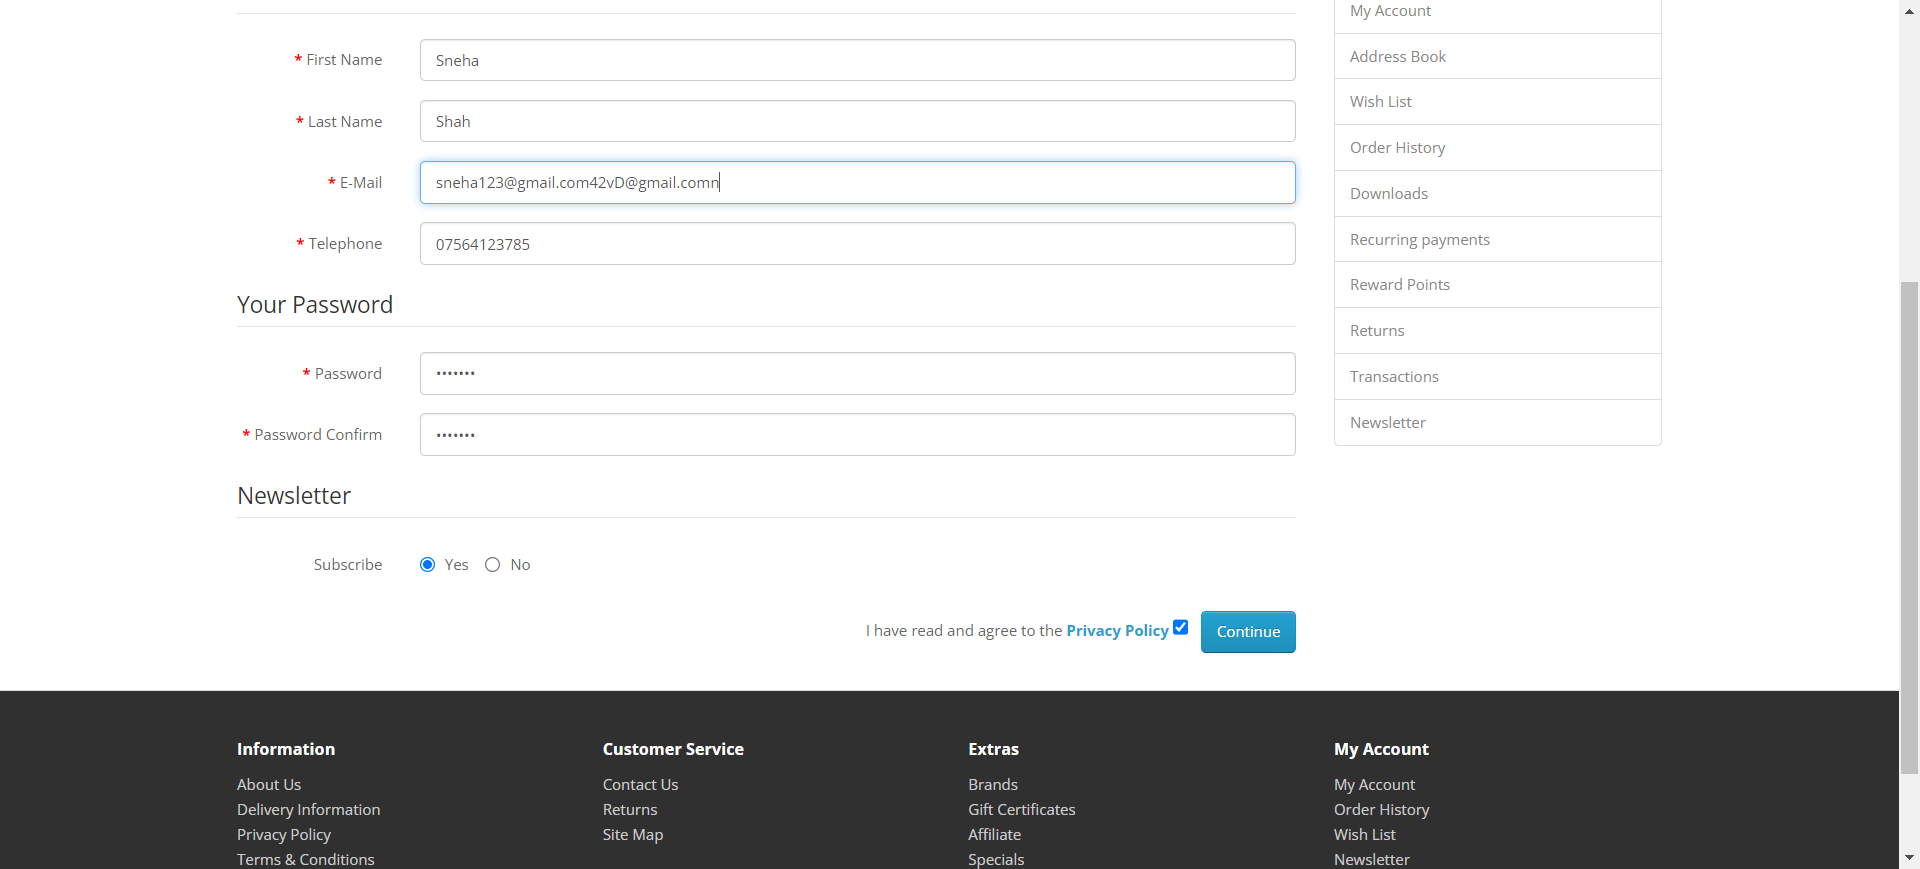 * First Name
Sneha
* Last Name
Shah
* E-Mail
sneha123@gmail.com42vD@gmail.comn
* Telephone
07564123785
Your Password
* Password
•••••••
* Password Confirm
•••••••
Newsletter
Subscribe
Yes
No
I have read and agree to the Privacy Policy
Continue
My Account
Address Book
Wish List
Order History
Downloads
Recurring payments
Reward Points
Returns
Transactions
Newsletter
Information
About Us
Delivery Information
Privacy Policy
Terms & Conditions
Customer Service
Contact Us
Returns
Site Map
Extras
Brands
Gift Certificates
Affiliate
Specials
My Account
My Account
Order History
Wish List
Newsletter